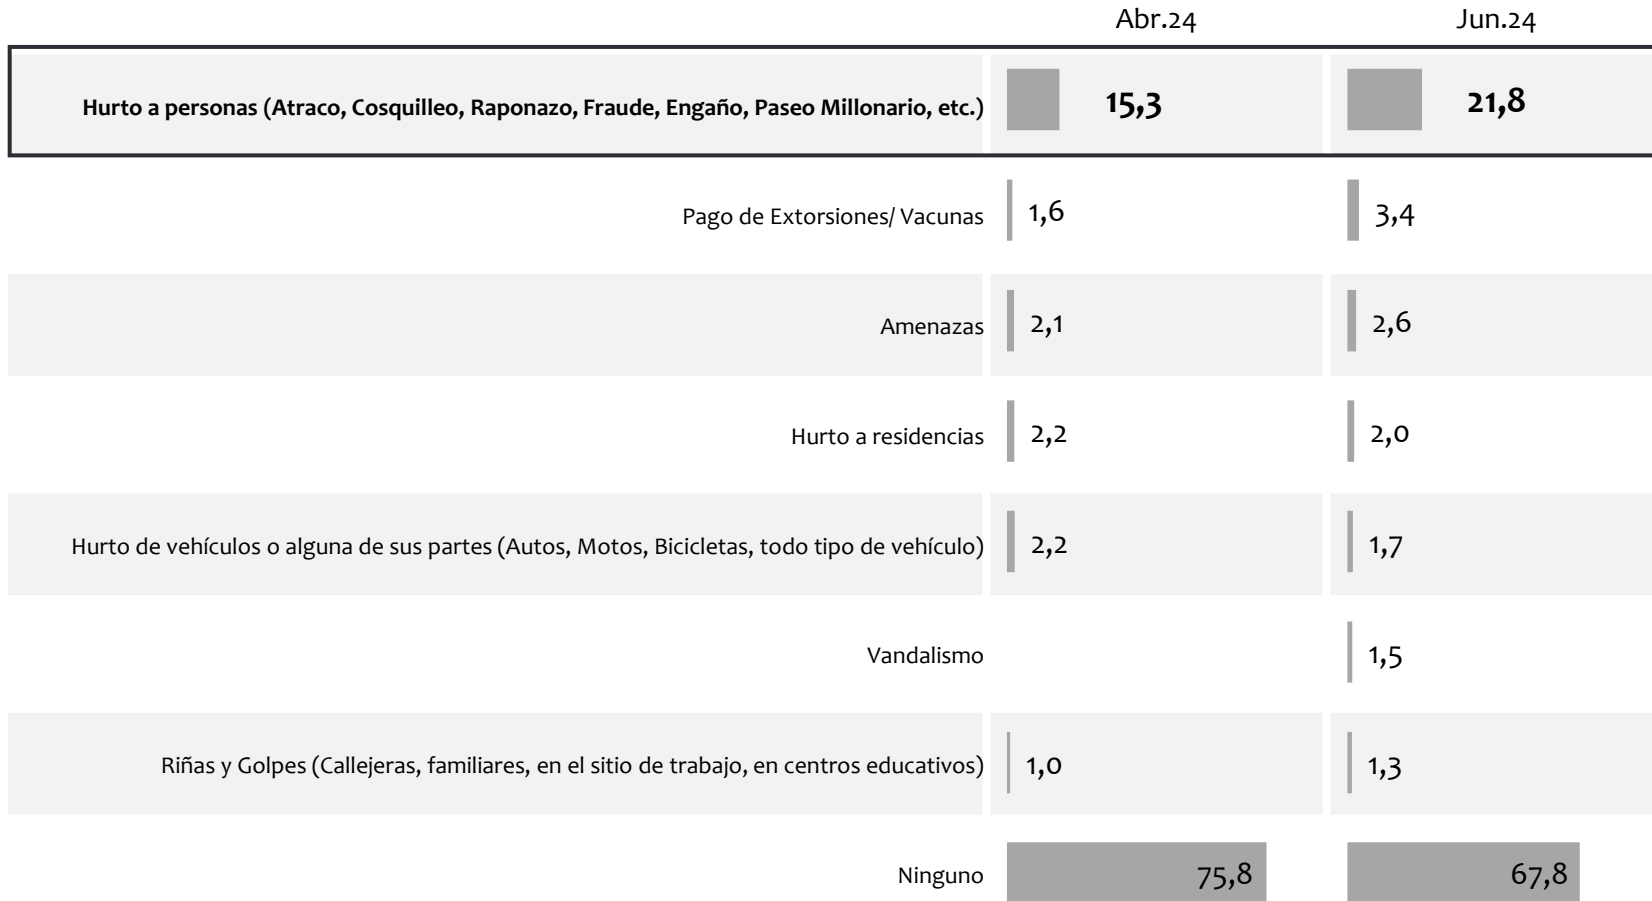 Abr.24 Jun.24
Hurto a personas (Atraco, Cosquilleo, Raponazo, Fraude, Engaño, Paseo Millonario, etc.) 15,3 21,8
Pago de Extorsiones/ Vacunas 1,6 3,4
Amenazas 2,1 2,6
Hurto a residencias 2,2 2,0
Hurto de vehículos o alguna de sus partes (Autos, Motos, Bicicletas, todo tipo de vehículo) 2,2 1,7
Vandalismo 1,5
Riñas y Golpes (Callejeras, familiares, en el sitio de trabajo, en centros educativos) 1,0 1,3
Ninguno 75,8 67,8